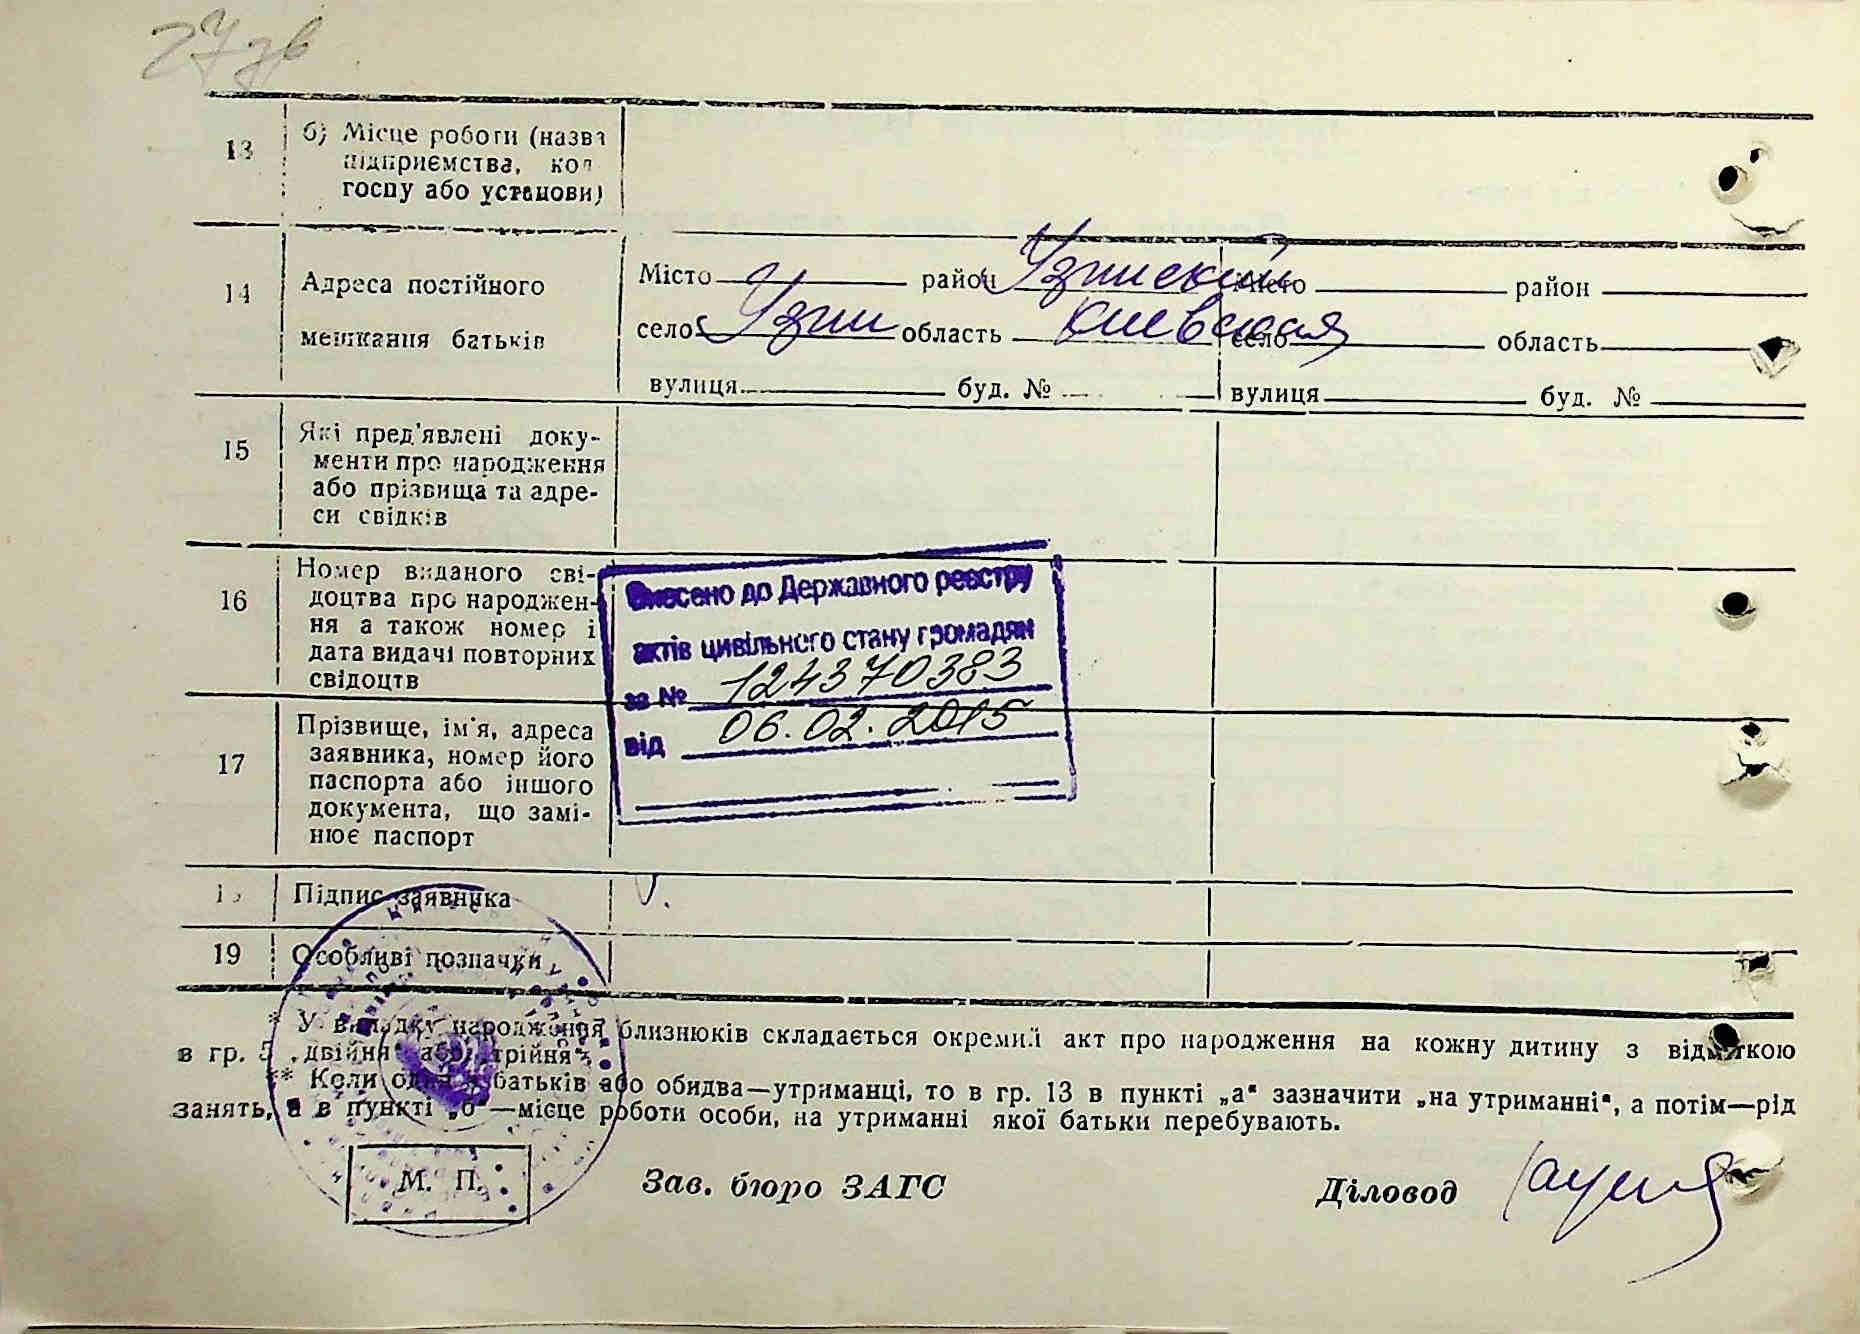 13
б) Місце роботи (назва
підприємства, кол
госпу або установи)
14
Адреса постійного
мешкання батьків
Місто район Узинский
село Узин область Киевская
вулиця буд. №
Місто район
село область
вулиця буд. №
15
Які пред'явлені доку-
менти про народження
або прізвища та адре-
си свідків
16
Номер виданого сві-
доцтва про народжен-
ня а також номер і
дата видачі повторних
свідоцтв
Внесено до Державного реєстру
актів цивільного стану громадян
за № 124370383
від 06.02.2015
17
Прізвище, ім'я, адреса
заявника, номер його
паспорта або іншого
документа, що замі-
нює паспорт
Підпис заявника
19
Особливі позначки
* У випадку народження близнюків складається окремий акт про народження на кожну дитину з відміткою
в гр. 5 „двійня“ або „трійня“.
** Коли один з батьків або обидва—утриманці, то в гр. 13 в пункті „а“ зазначити „на утриманні“, а потім—рід
занять, а в пункті „б“—місце роботи особи, на утриманні якої батьки перебувають.
М. П.
Зав. бюро ЗАГС
Діловод